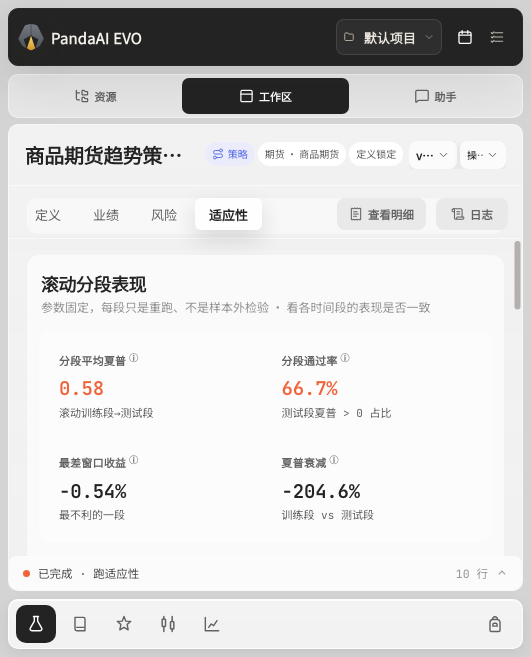 PandaAI EVO
默认项目
资源
工作区
助手
商品期货趋势策···
策略
期货 · 商品期货
定义锁定
v···
操··
定义
业绩
风险
适应性
查看明细
日志
滚动分段表现
参数固定，每段只是重跑、不是样本外检验 · 看各时间段的表现是否一致
分段平均夏普
分段通过率
0.58
66.7%
滚动训练段→测试段
测试段夏普 > 0 占比
最差窗口收益
夏普衰减
-0.54%
-204.6%
最不利的一段
训练段 vs 测试段
已完成 · 跑适应性
10 行